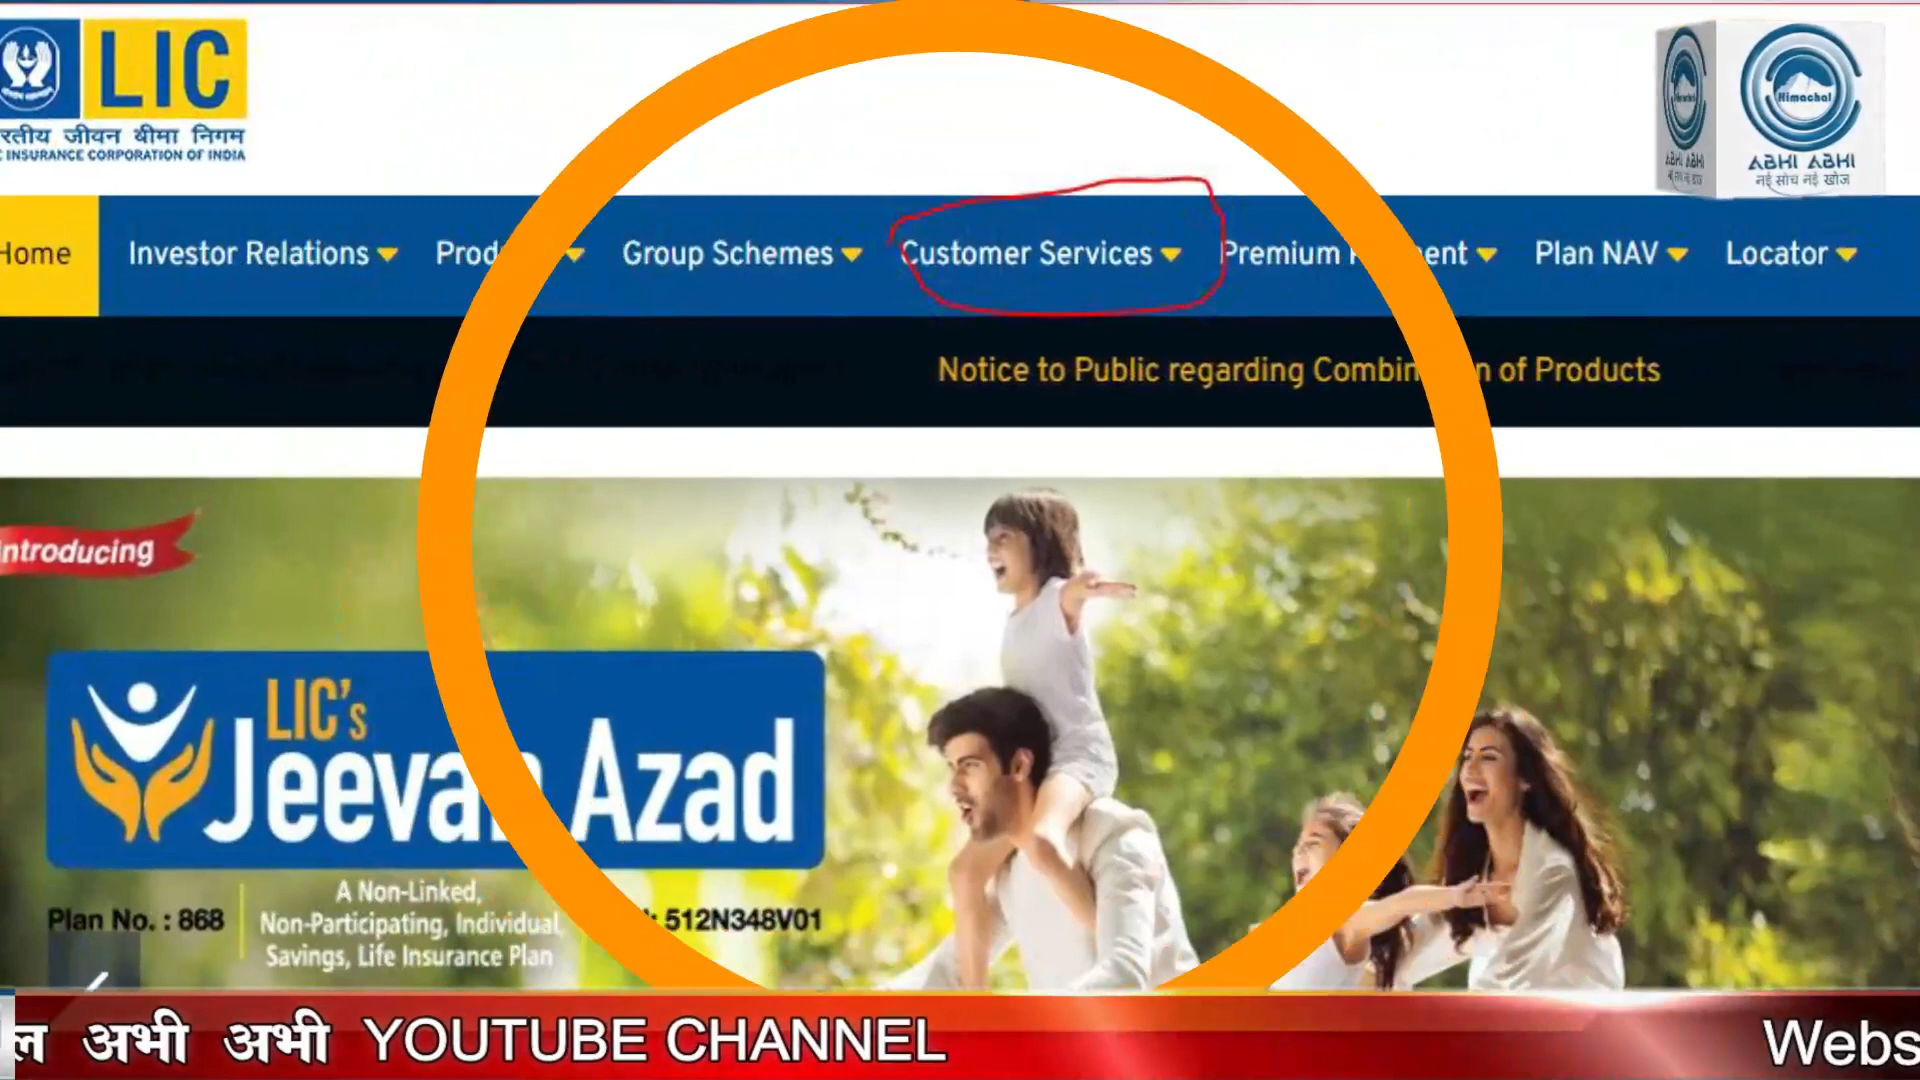 LIC
रतीय जीवन बीमा निगम
INSURANCE CORPORATION OF INDIA
Himachal
ABHI ABHI
नई सोच नई खोज
ABHI ABHI
Home
Investor Relations
Group Schemes
Customer Services
Premium
Plan NAV
Locator
Notice to Public regarding
of Products
Introducing
LIC's
Azad
Plan No. : 868
A Non-Linked,
Non-Participating, Individual
Savings, Life Insurance Plan
512N348V01
अभी अभी YOUTUBE CHANNEL